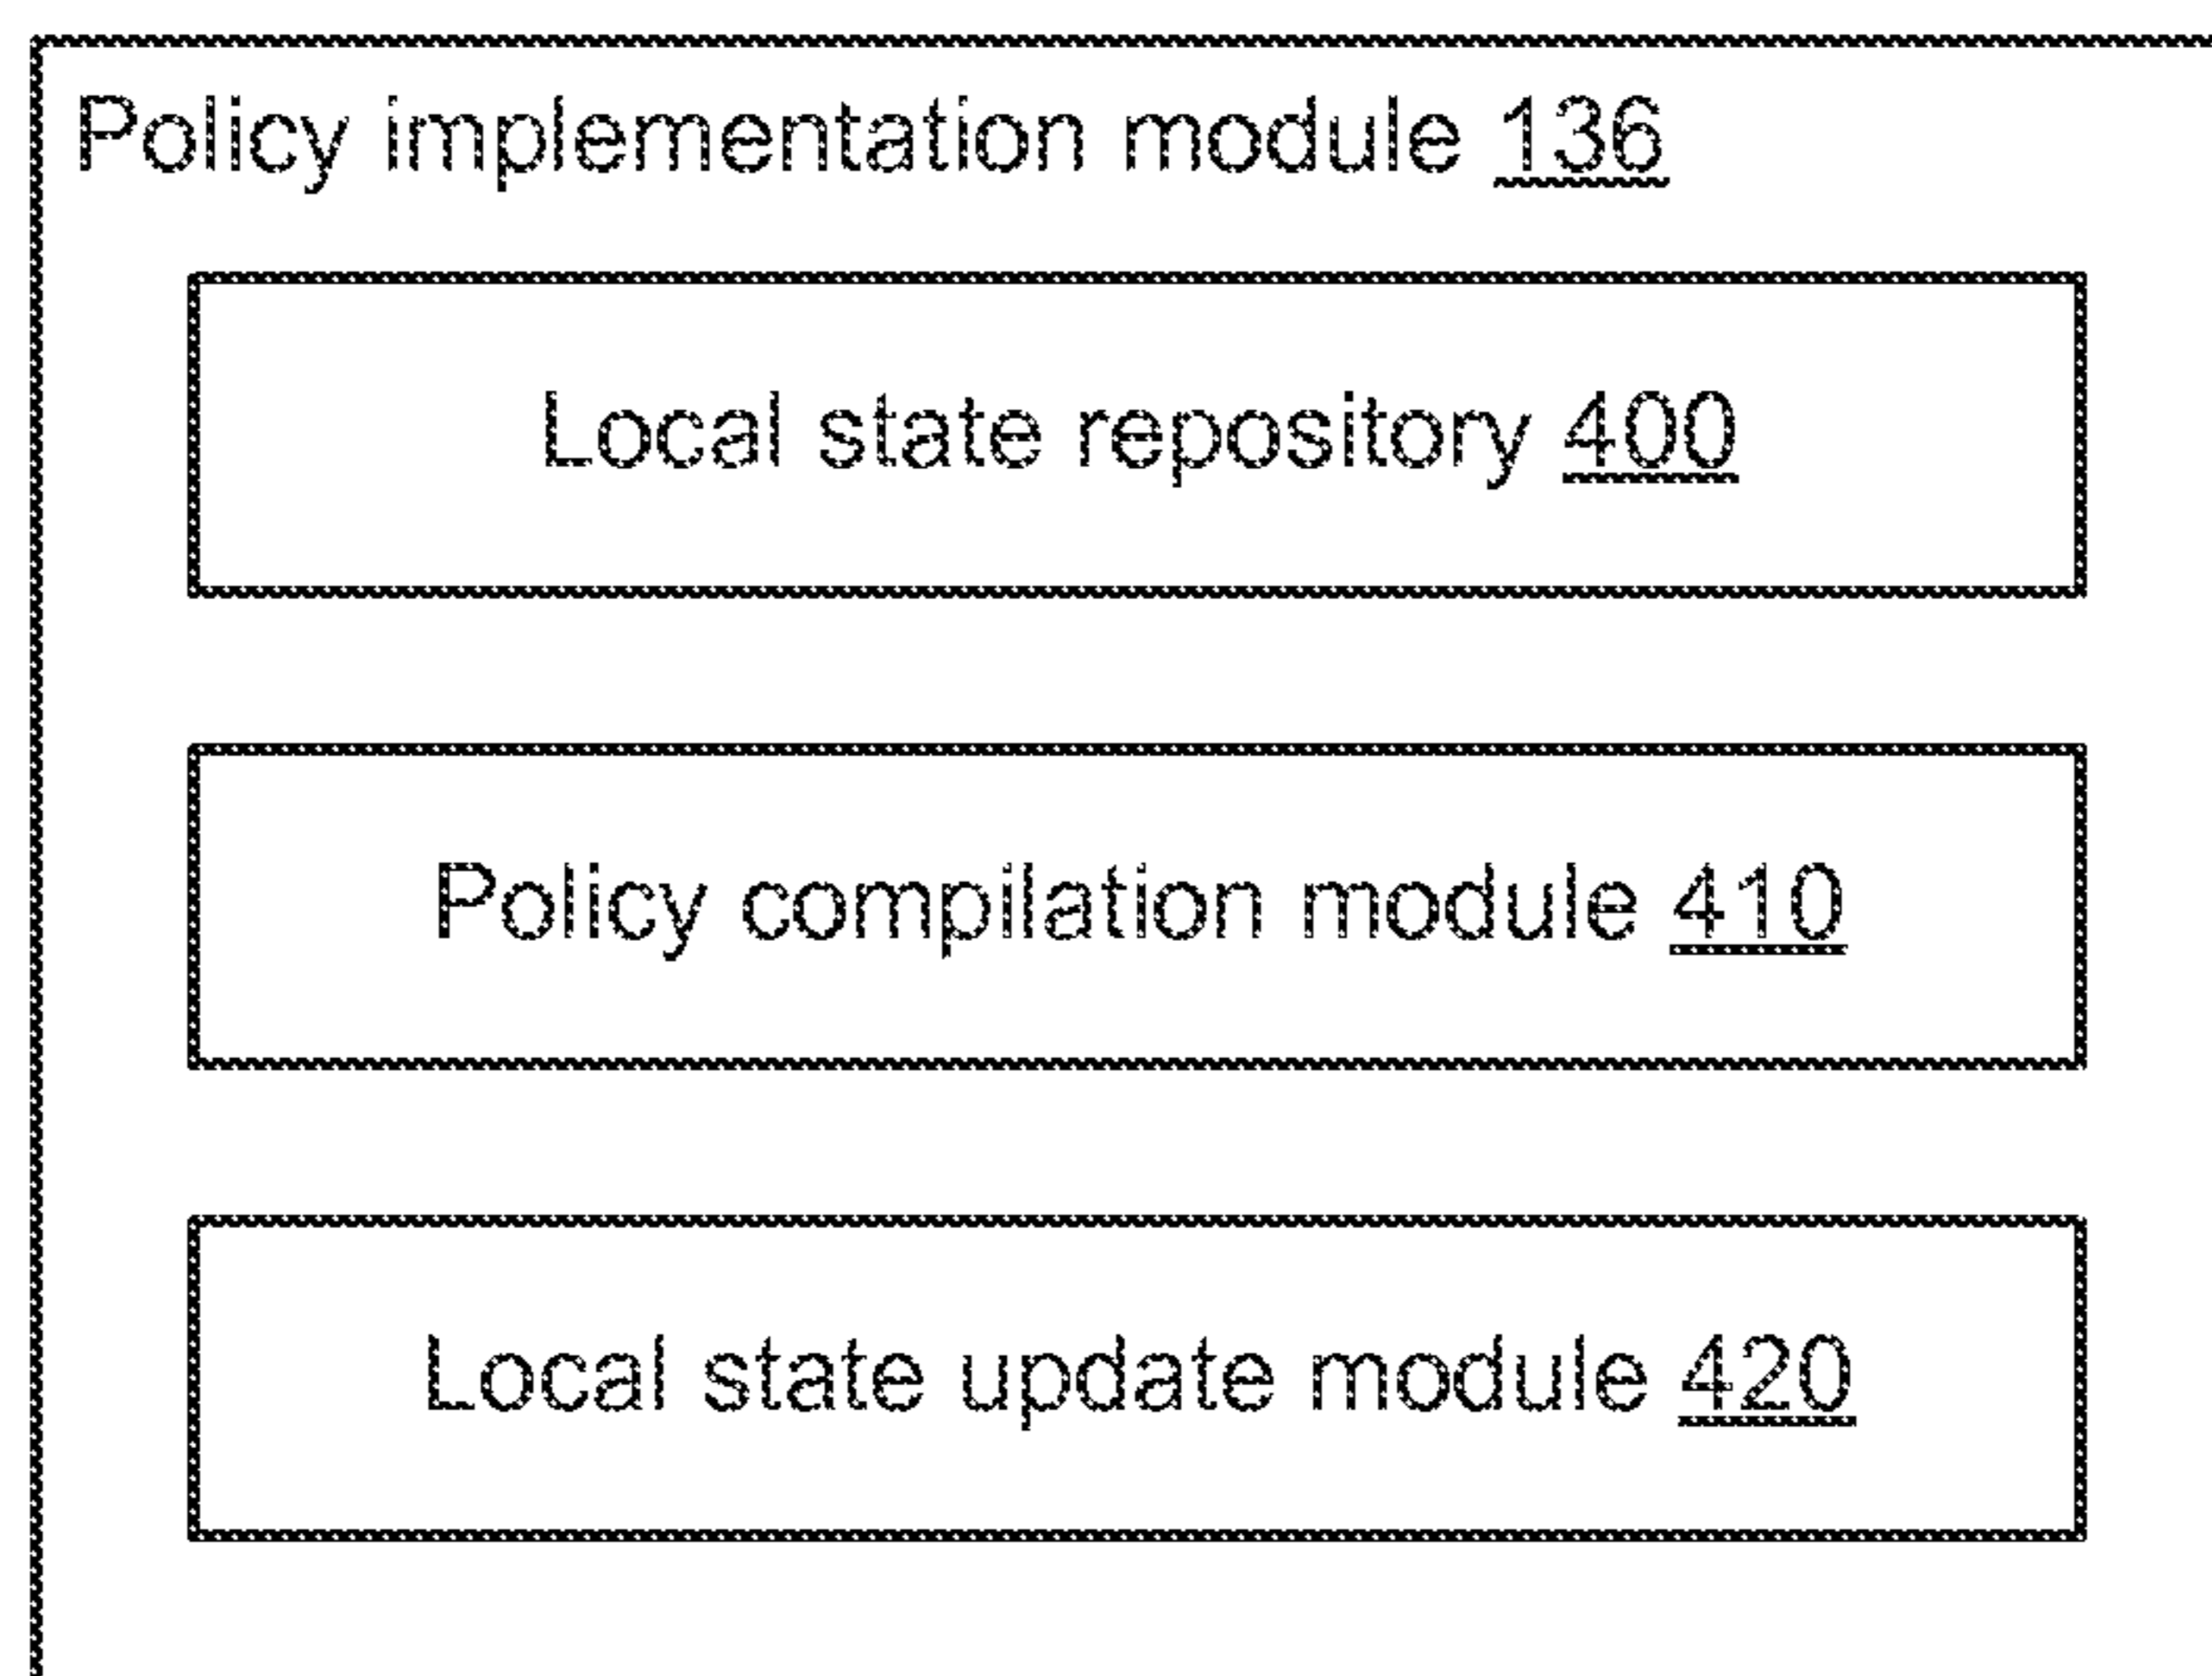 Policy implementation module 136
Local state repository 400
Policy compilation module 410
Local state update module 420